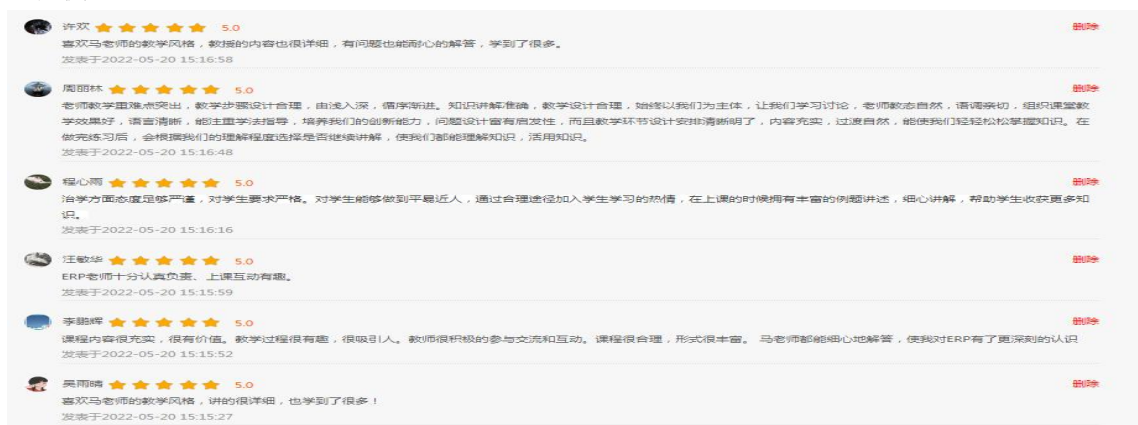 许欢 5.0 删除
喜欢马老师的教学风格，教授的内容也很详细，有问题也能耐心的解答，学到了很多。
发表于2022-05-20 15:16:58
周丽林 5.0 删除
老师教学重难点突出，教学步骤设计合理，由浅入深，循序渐进。知识讲解准确，教学设计合理，始终以我们为主体，让我们学习讨论，老师教态自然，语调亲切，组织课堂教
学效果好，语言清晰，能注重学法指导，培养我们的创新能力，问题设计富有启发性，而且教学环节设计安排清晰明了，内容充实，过渡自然，能使我们轻轻松松掌握知识。在
做完练习后，会根据我们的理解程度选择是否继续讲解，使我们都能理解知识，活用知识。
发表于2022-05-20 15:16:48
程心雨 5.0 删除
治学方面态度足够严谨，对学生要求严格。对学生能够做到平易近人，通过合理途径加入学生学习的热情，在上课的时候拥有丰富的例题讲述，细心讲解，帮助学生收获更多知
识。
发表于2022-05-20 15:16:16
汪敏华 5.0 删除
ERP老师十分认真负责、上课互动有趣。
发表于2022-05-20 15:15:59
李鹏辉 5.0 删除
课程内容很充实，很有价值。教学过程很有趣，很吸引人。教师很积极的参与交流和互动。课程很合理，形式很丰富。 马老师都能细心地解答，使我对ERP有了更深刻的认识
发表于2022-05-20 15:15:52
吴雨晴 5.0 删除
喜欢马老师的教学风格，讲的很详细，也学到了很多！
发表于2022-05-20 15:15:27